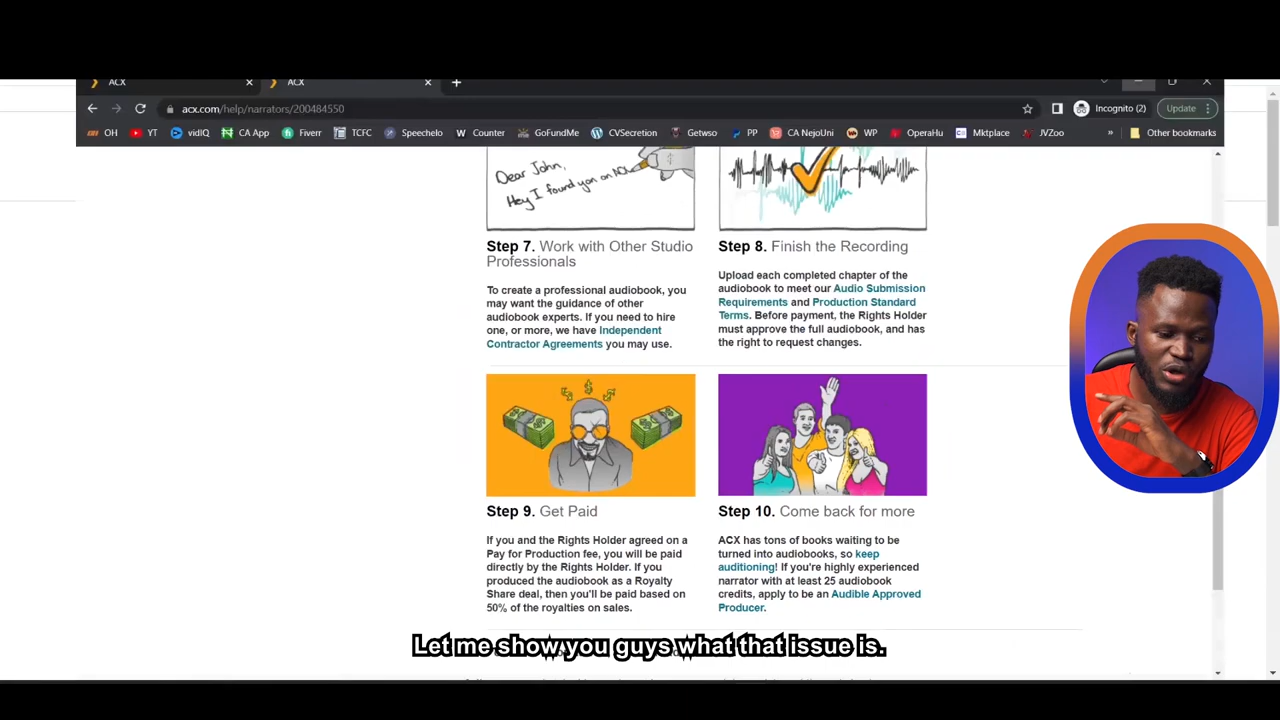 ACX
ACX
acx.com/help/narrators/200484550
Incognito (2)
Update
OH
YT
vidIQ
CA App
Fiverr
TCFC
Speechelo
Counter
GoFundMe
CVSecretion
Getwso
PP
CA NejoUni
WP
OperaHu
Mktplace
JVZoo
Other bookmarks
Dear John,
Hey I found you on
Step 7. Work with Other Studio
Professionals
To create a professional audiobook, you
may want the guidance of other
audiobook experts. If you need to hire
one, or more, we have Independent
Contractor Agreements you may use.
Step 8. Finish the Recording
Upload each completed chapter of the
audiobook to meet our Audio Submission
Requirements and Production Standard
Terms. Before payment, the Rights Holder
must approve the full audiobook, and has
the right to request changes.
Step 9. Get Paid
If you and the Rights Holder agreed on a
Pay for Production fee, you will be paid
directly by the Rights Holder. If you
produced the audiobook as a Royalty
Share deal, then you'll be paid based on
50% of the royalties on sales.
Step 10. Come back for more
ACX has tons of books waiting to be
turned into audiobooks, so keep
auditioning! If you're highly experienced
narrator with at least 25 audiobook
credits, apply to be an Audible Approved
Producer.
Let me show you guys what that issue is.